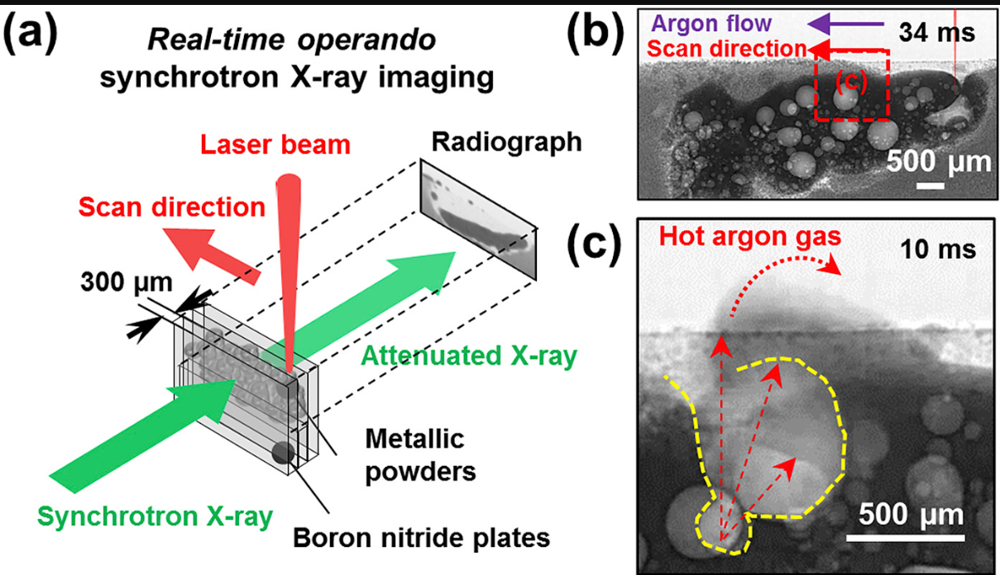 (a)
Real-time operando
synchrotron X-ray imaging
Radiograph
Laser beam
Scan direction
300 µm
Attenuated X-ray
Metallic
powders
Synchrotron X-ray
Boron nitride plates
(b)
Argon flow
34 ms
Scan direction
(c)
500 µm
(c)
Hot argon gas
10 ms
500 µm